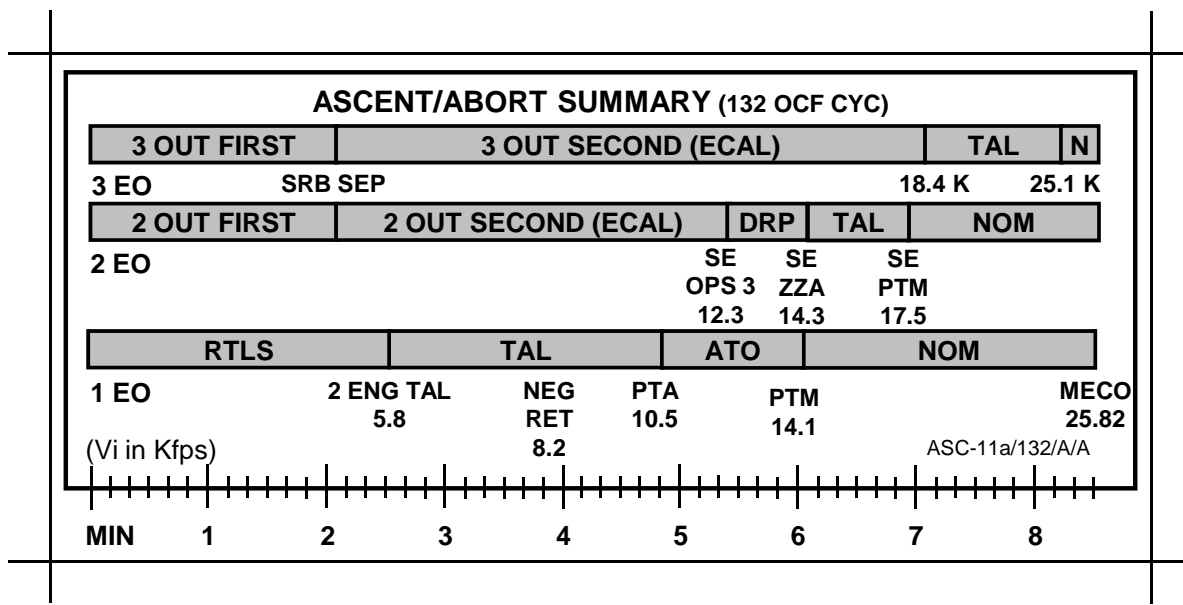 ASCENT/ABORT SUMMARY (132 OCF CYC)
3 OUT FIRST 3 OUT SECOND (ECAL) TAL N
3 EO SRB SEP 18.4 K 25.1 K
2 OUT FIRST 2 OUT SECOND (ECAL) DRP TAL NOM
2 EO SE SE SE
OPS 3 ZZA PTM
12.3 14.3 17.5
RTLS TAL ATO NOM
1 EO 2 ENG TAL NEG PTA PTM MECO
5.8 RET 10.5 14.1 25.82
(Vi in Kfps) 8.2 ASC-11a/132/A/A
MIN 1 2 3 4 5 6 7 8